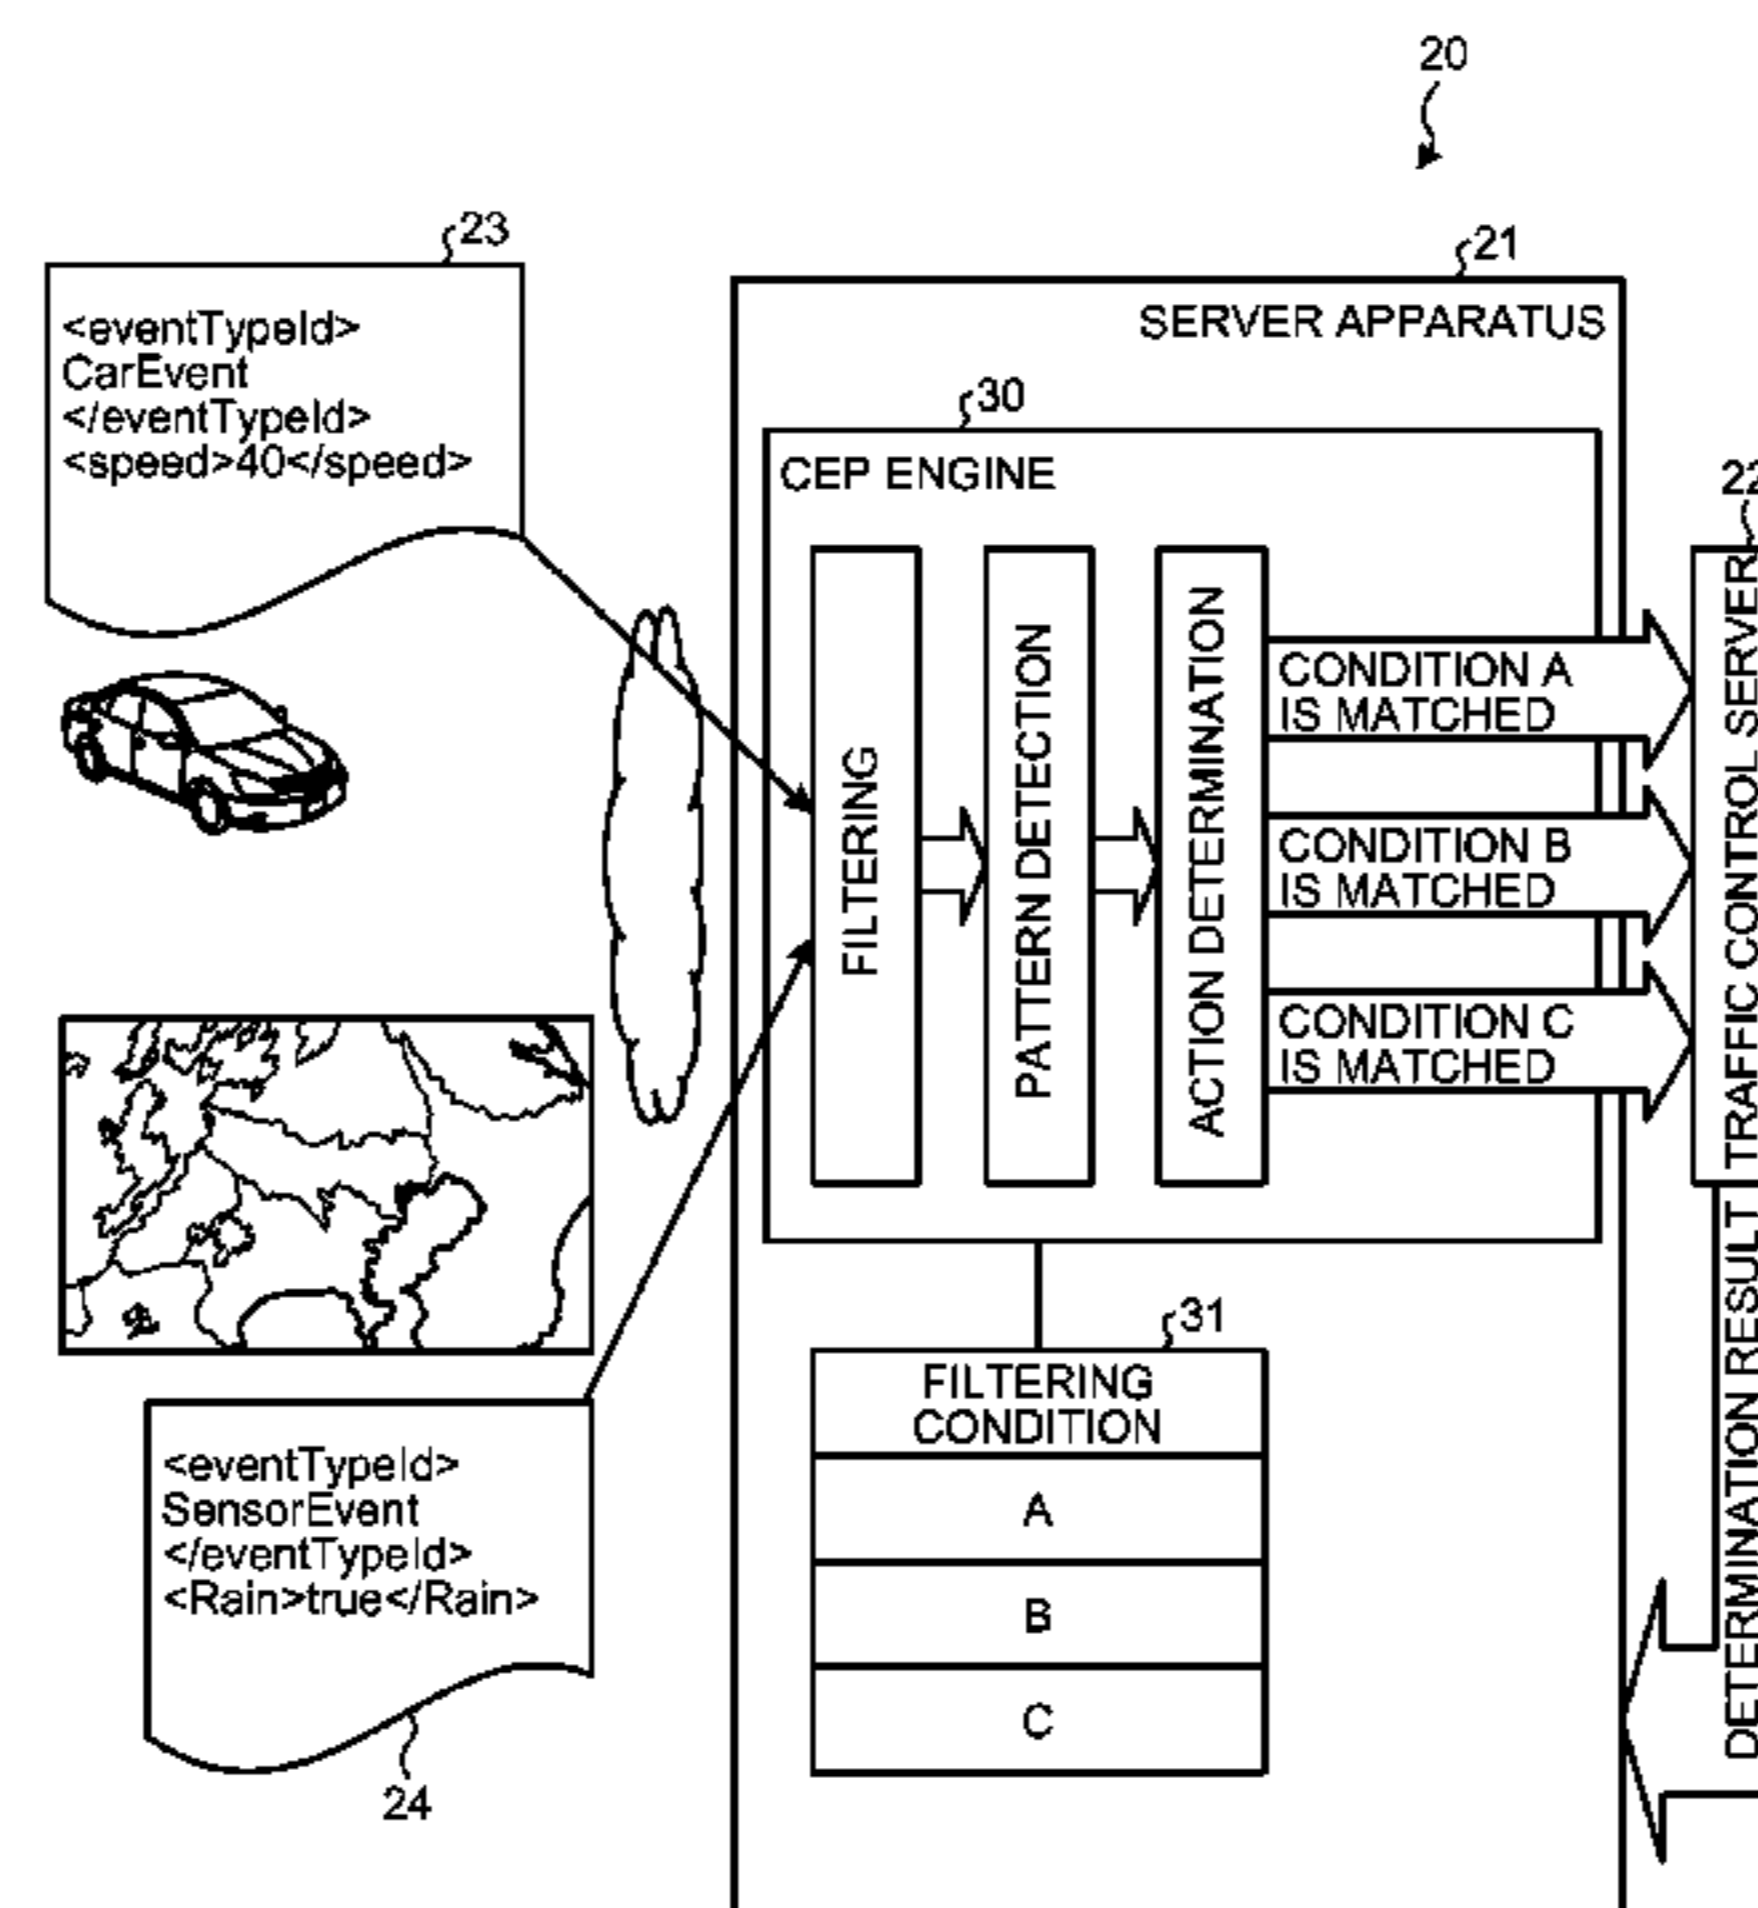 20
23
<eventTypeId>
CarEvent
</eventTypeId>
<speed>40</speed>
21
SERVER APPARATUS
30
CEP ENGINE
FILTERING
PATTERN DETECTION
ACTION DETERMINATION
CONDITION A
IS MATCHED
CONDITION B
IS MATCHED
CONDITION C
IS MATCHED
22
TRAFFIC CONTROL SERVER
DETERMINATION RESULT
31
FILTERING
CONDITION
A
B
C
<eventTypeId>
SensorEvent
</eventTypeId>
<Rain>true</Rain>
24